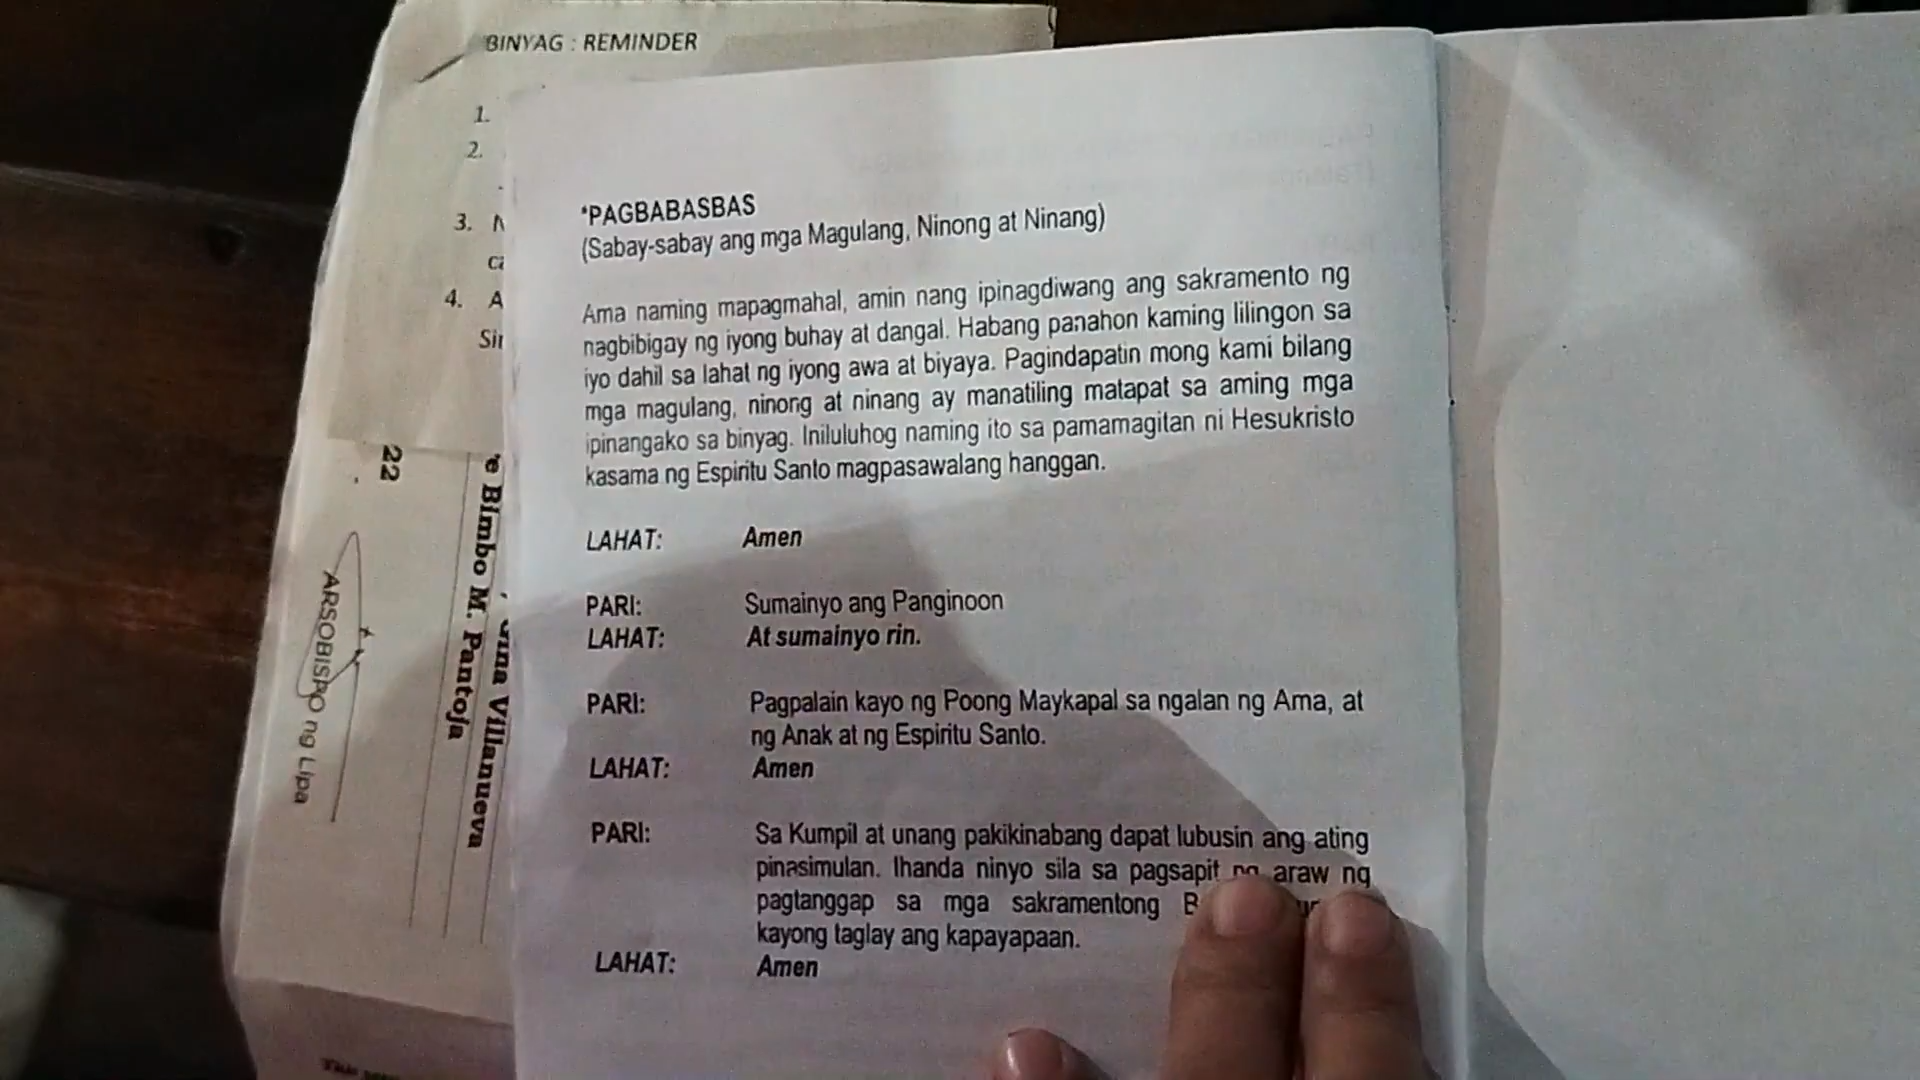 BINYAG : REMINDER
1.
2.
3.
4. A
22
Bimbo M. Pantoja
Villanueva
ARSOBISPO ng Lipa
*PAGBABASBAS
(Sabay-sabay ang mga Magulang, Ninong at Ninang)
Ama naming mapagmahal, amin nang ipinagdiwang ang sakramento ng
nagbibigay ng iyong buhay at dangal. Habang panahon kaming lilingon sa
iyo dahil sa lahat ng iyong awa at biyaya. Pagindapatin mong kami bilang
mga magulang, ninong at ninang ay manatiling matapat sa aming mga
ipinangako sa binyag. Iniluluhog naming ito sa pamamagitan ni Hesukristo
kasama ng Espiritu Santo magpasawalang hanggan.
LAHAT: Amen
PARI: Sumainyo ang Panginoon
LAHAT: At sumainyo rin.
PARI: Pagpalain kayo ng Poong Maykapal sa ngalan ng Ama, at
ng Anak at ng Espiritu Santo.
LAHAT: Amen
PARI: Sa Kumpil at unang pakikinabang dapat lubusin ang ating
pinasimulan. Ihanda ninyo sila sa pagsapit ng araw ng
pagtanggap sa mga sakramentong
kayong taglay ang kapayapaan.
LAHAT: Amen